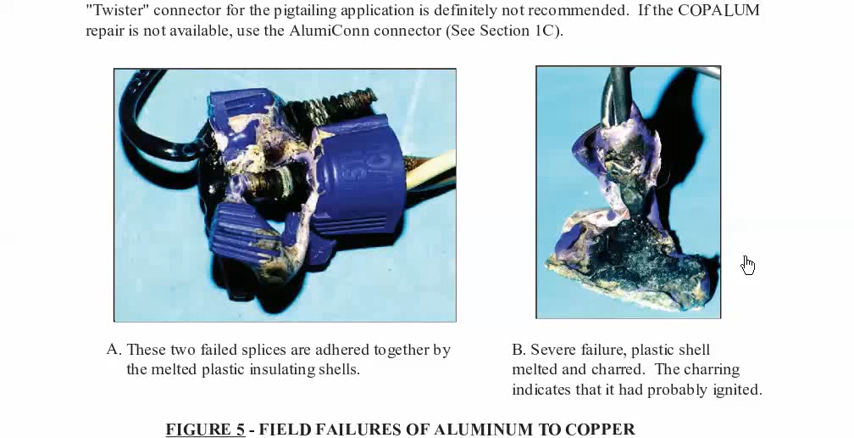 "Twister" connector for the pigtailing application is definitely not recommended. If the COPALUM
repair is not available, use the AlumiConn connector (See Section 1C).
A. These two failed splices are adhered together by
the melted plastic insulating shells.
B. Severe failure, plastic shell
melted and charred. The charring
indicates that it had probably ignited.
FIGURE 5 - FIELD FAILURES OF ALUMINUM TO COPPER